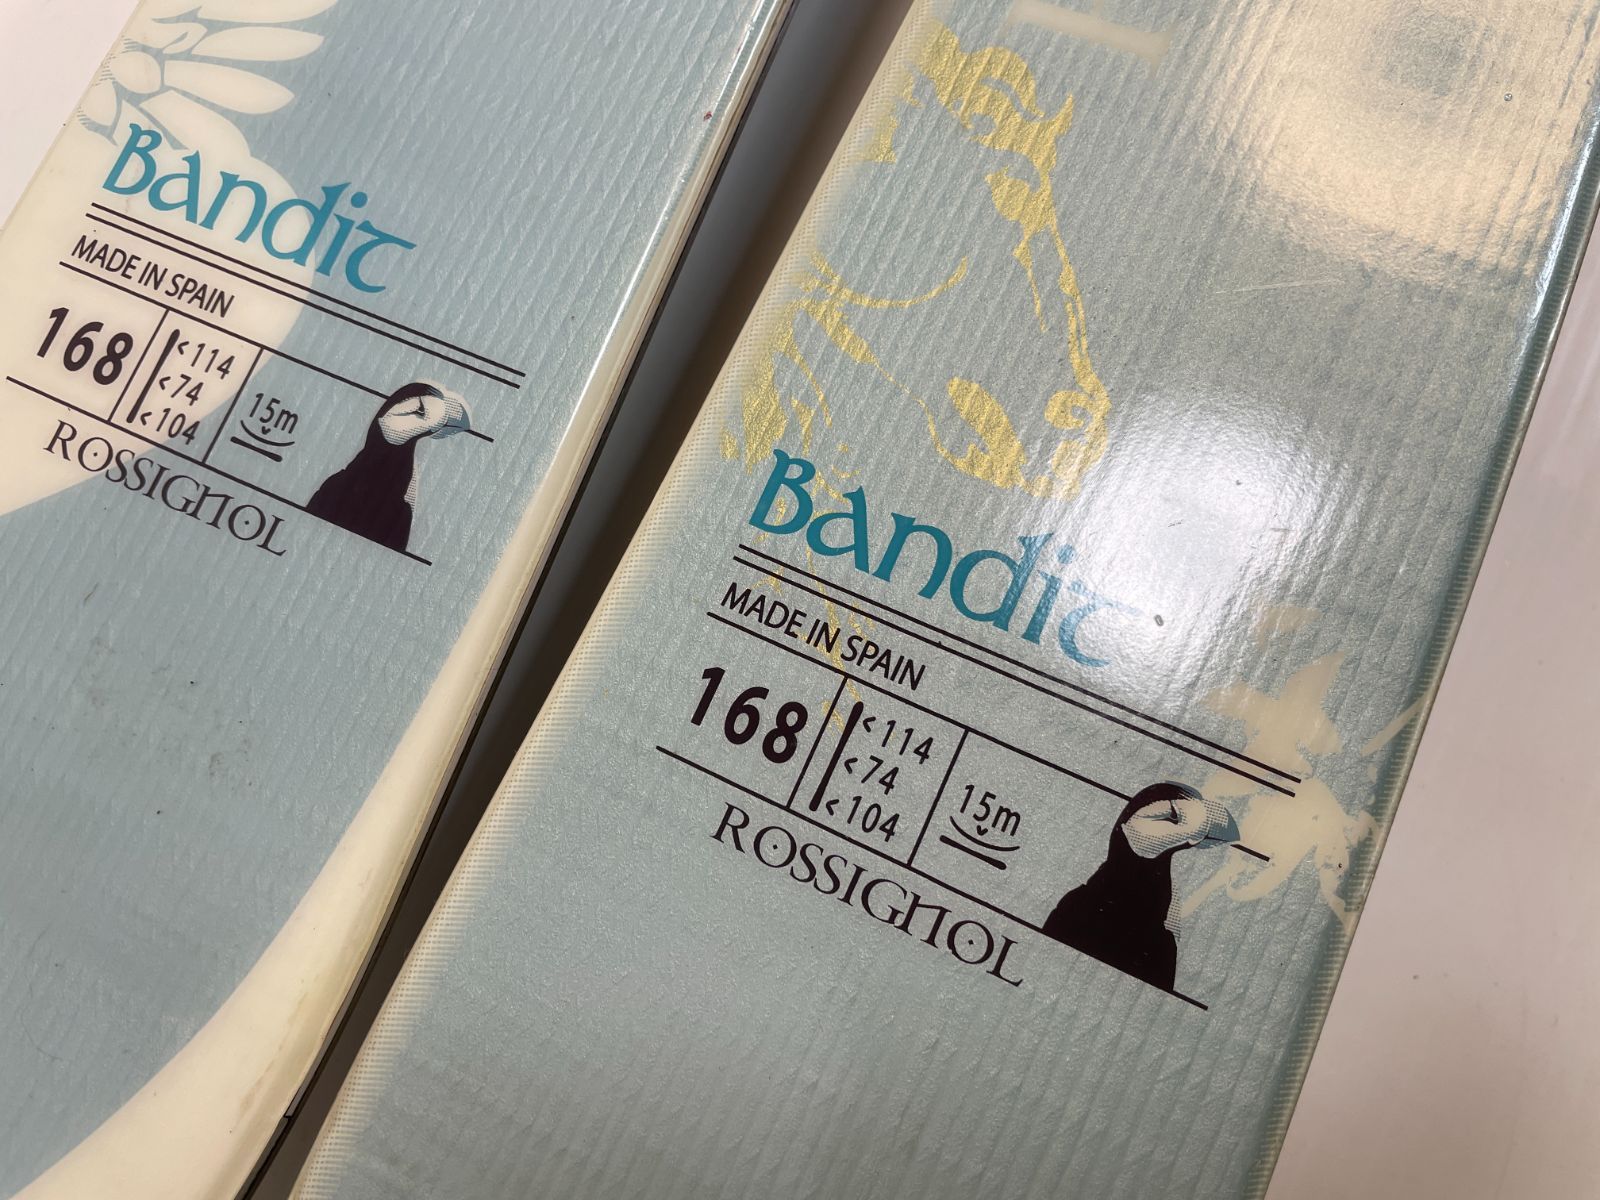 Bandit
MADE IN SPAIN
168
<114
<74
<104
15m
ROSSIGNOL
Bandit
MADE IN SPAIN
168
<114
<74
<104
15m
ROSSIGNOL